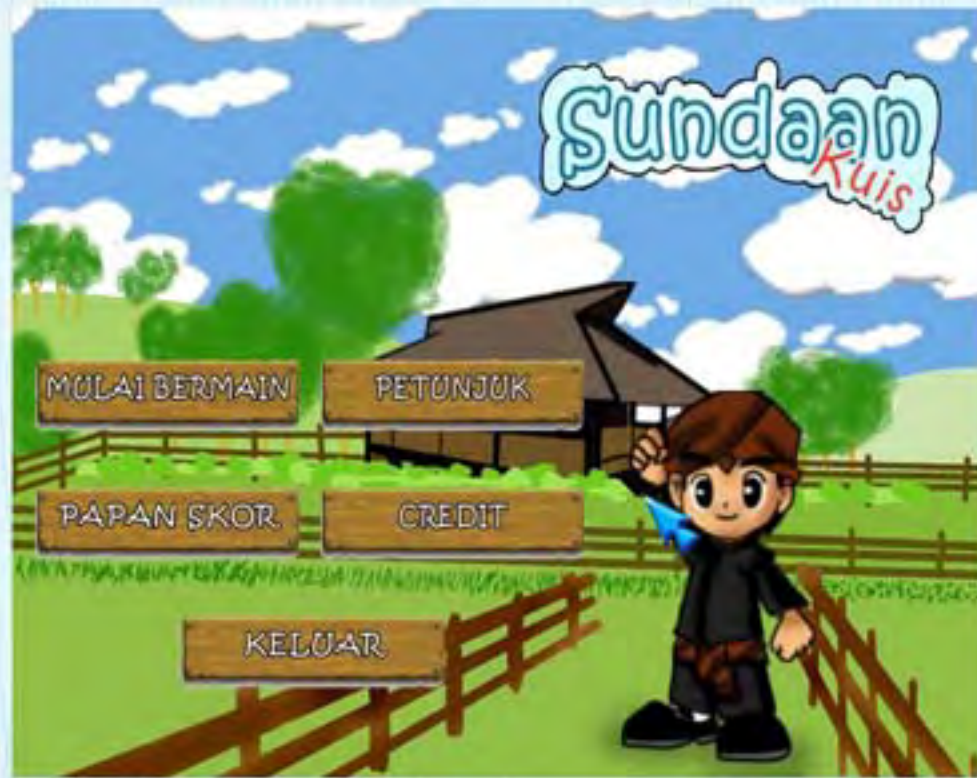 Sundaan
Kuis
MULAI BERMAIN
PETUNJUK
PAPAN SKOR
CREDIT
KELUAR